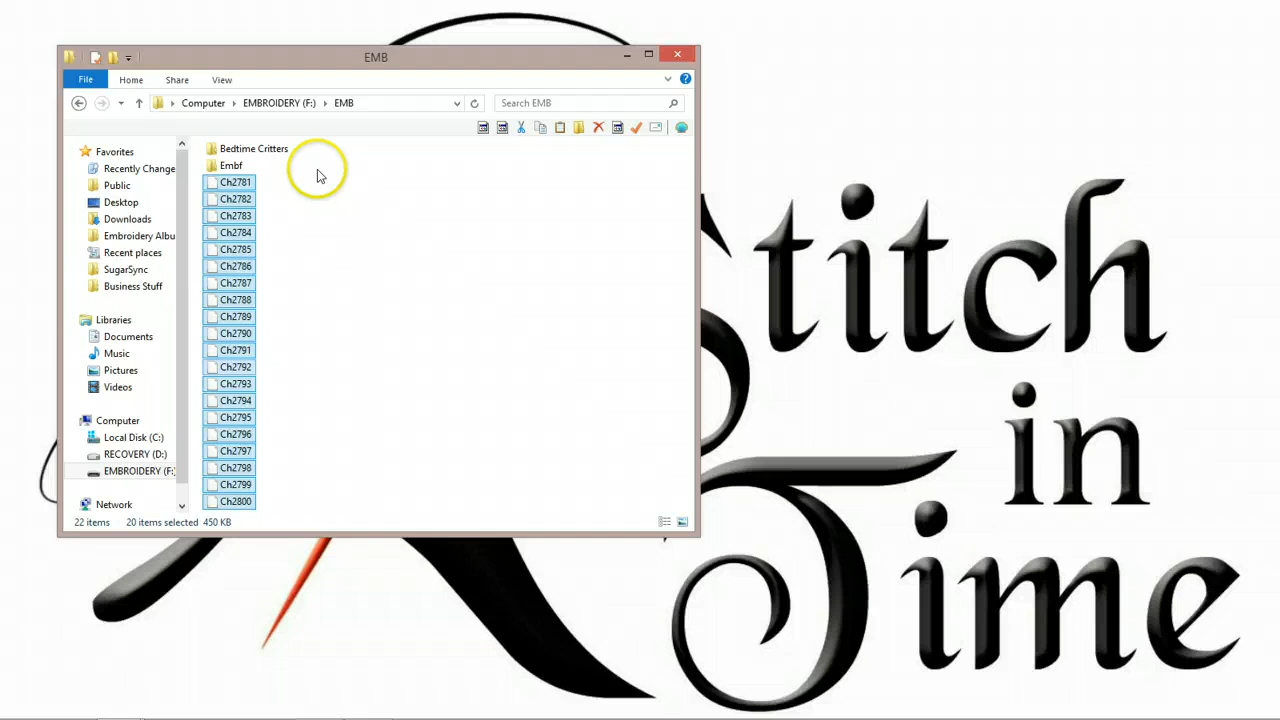 EMB
File Home Share View
Computer EMBROIDERY (F:) EMB
Search EMB
Favorites
Recently Change
Public
Desktop
Downloads
Embroidery Albu
Recent places
SugarSync
Business Stuff
Libraries
Documents
Music
Pictures
Videos
Computer
Local Disk (C:)
RECOVERY (D:)
EMBROIDERY (F:
Network
Bedtime Critters
Embf
Ch2781
Ch2782
Ch2783
Ch2784
Ch2785
Ch2786
Ch2787
Ch2788
Ch2789
Ch2790
Ch2791
Ch2792
Ch2793
Ch2794
Ch2795
Ch2796
Ch2797
Ch2798
Ch2799
Ch2800
22 items 20 items selected 450 KB
Stitch
in
Time